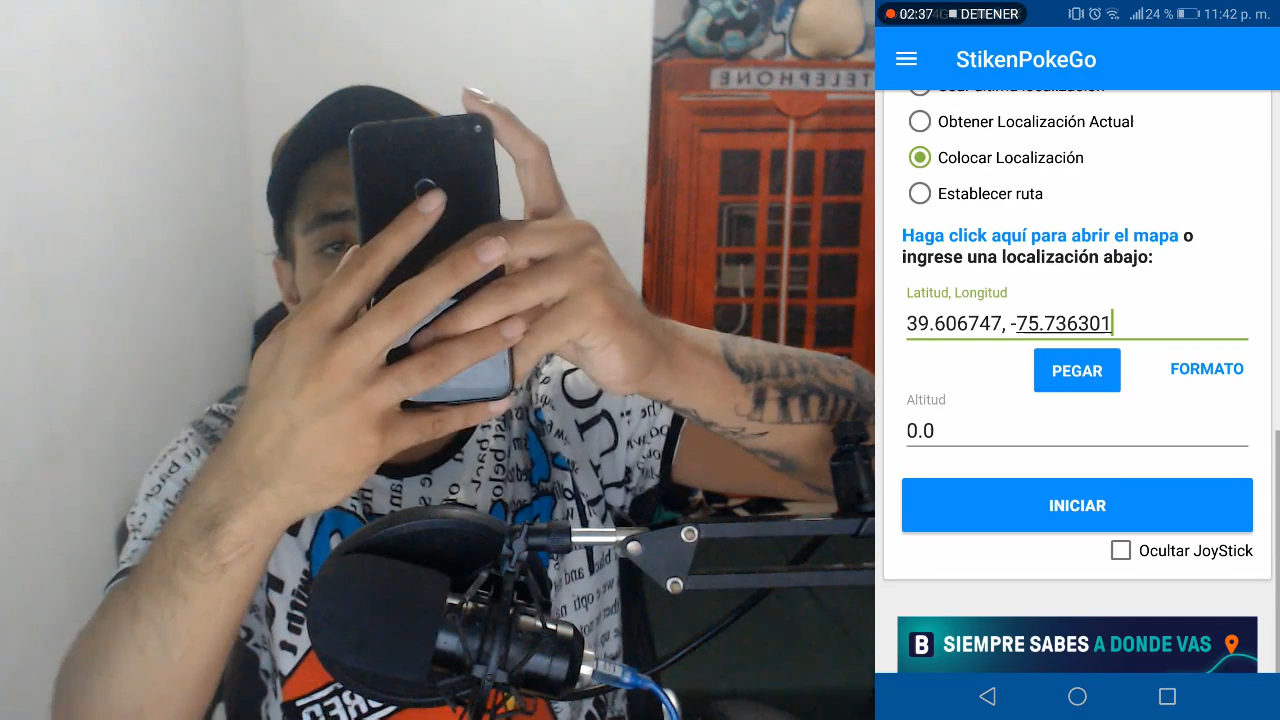 TELEPHONE
02:37 DETENER 24 % 11:42 p. m.
StikenPokeGo
Obtener Localización Actual
Colocar Localización
Establecer ruta
Haga click aquí para abrir el mapa o
ingrese una localización abajo:
Latitud, Longitud
39.606747, -75.736301
PEGAR FORMATO
Altitud
0.0
INICIAR
Ocultar JoyStick
B SIEMPRE SABES A DONDE VAS